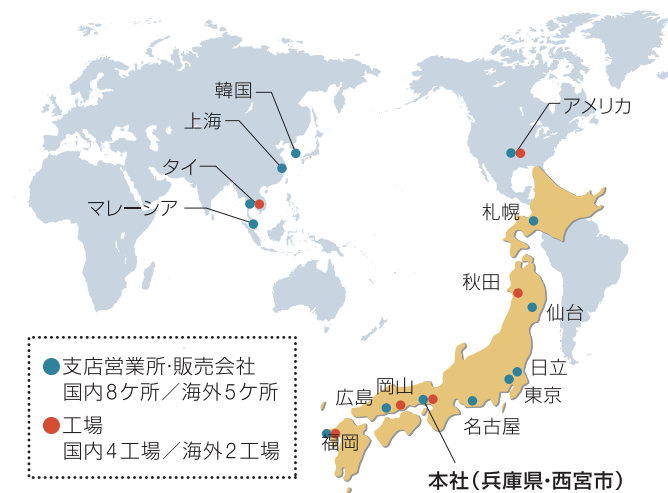 韓国
上海
アメリカ
タイ
マレーシア
札幌
秋田
仙台
支店営業所・販売会社
国内8ケ所／海外5ケ所
工場
国内4工場／海外2工場
日立
東京
岡山
広島
名古屋
福岡
本社（兵庫県・西宮市）